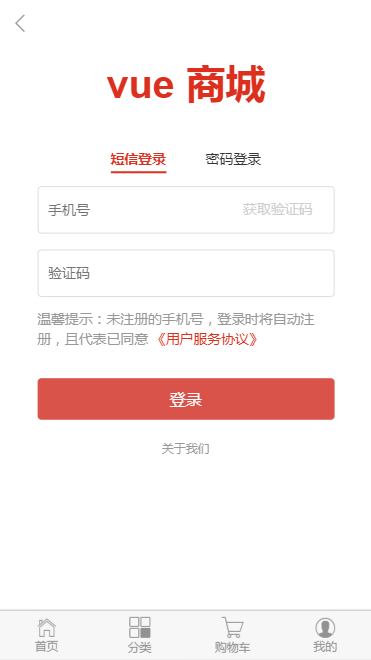 vue 商城
短信登录 密码登录
手机号 获取验证码
验证码
温馨提示：未注册的手机号，登录时将自动注
册，且代表已同意《用户服务协议》
登录
关于我们
首页 分类 购物车 我的